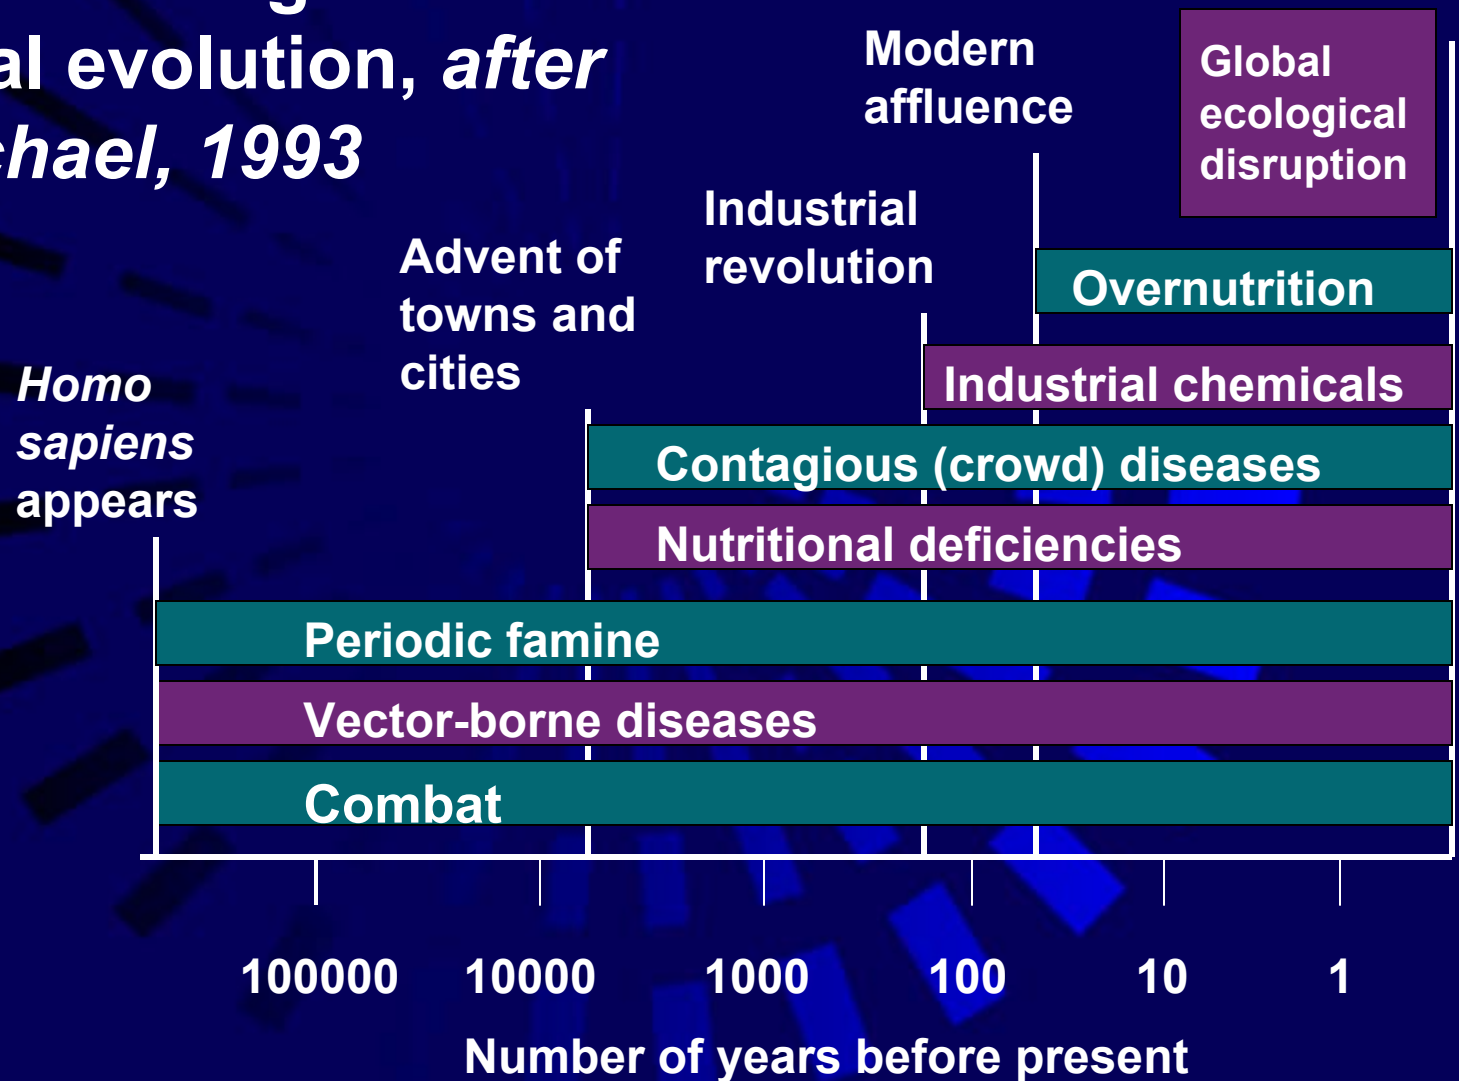 al evolution, after
chael, 1993
Modern
affluence
Global
ecological
disruption
Industrial
revolution
Advent of
towns and
cities
Homo
sapiens
appears
Overnutrition
Industrial chemicals
Contagious (crowd) diseases
Nutritional deficiencies
Periodic famine
Vector-borne diseases
Combat
100000 10000 1000 100 10 1
Number of years before present